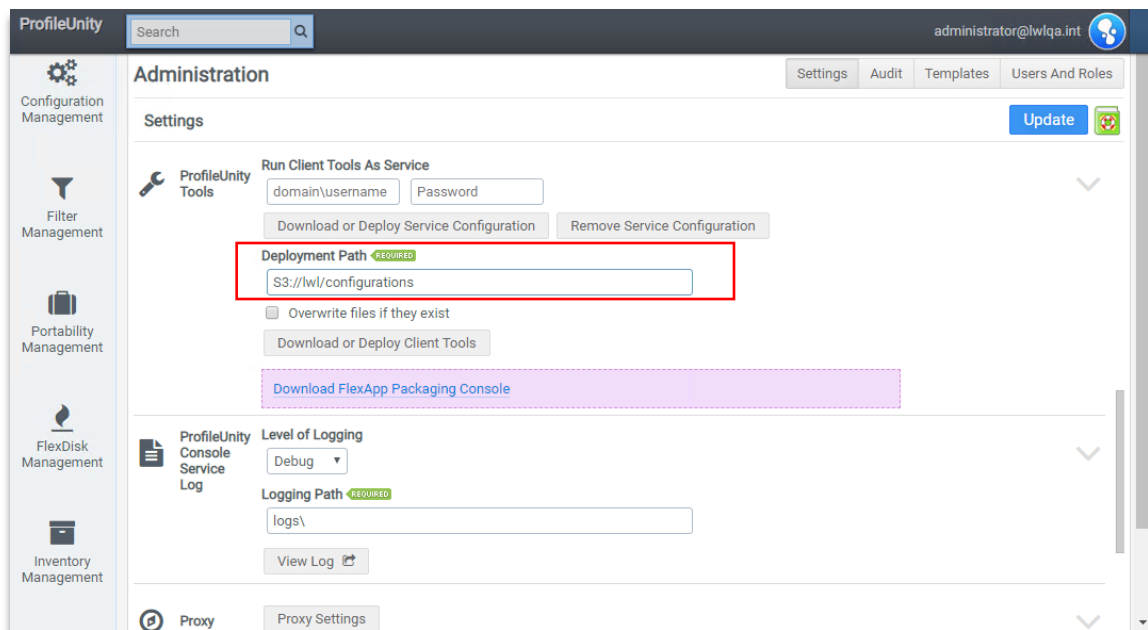 ProfileUnity
Search
administrator@lwlqa.int
Configuration
Management
Filter
Management
Portability
Management
FlexDisk
Management
Inventory
Management
Administration
Settings
Audit
Templates
Users And Roles
Settings
Update
ProfileUnity
Tools
Run Client Tools As Service
domain\username
Password
Download or Deploy Service Configuration
Remove Service Configuration
Deployment Path REQUIRED
S3://lwl/configurations
Overwrite files if they exist
Download or Deploy Client Tools
Download FlexApp Packaging Console
ProfileUnity
Console
Service
Log
Level of Logging
Debug
Logging Path REQUIRED
logs\
View Log
Proxy
Proxy Settings